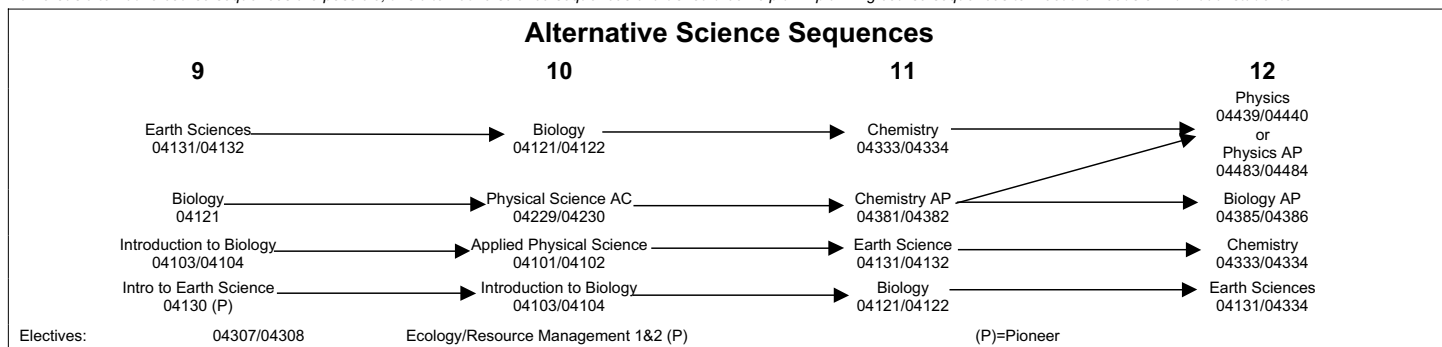 Alternative Science Sequences
9 10 11 12
Physics
04439/04440
or
Physics AP
04483/04484
Earth Sciences Biology Chemistry
04131/04132 04121/04122 04333/04334
Biology Physical Science AC Chemistry AP Biology AP
04121 04229/04230 04381/04382 04385/04386
Introduction to Biology Applied Physical Science Earth Science Chemistry
04103/04104 04101/04102 04131/04132 04333/04334
Intro to Earth Science Introduction to Biology Biology Earth Sciences
04130 (P) 04103/04104 04121/04122 04131/04334
Electives: 04307/04308 Ecology/Resource Management 1&2 (P) (P)=Pioneer